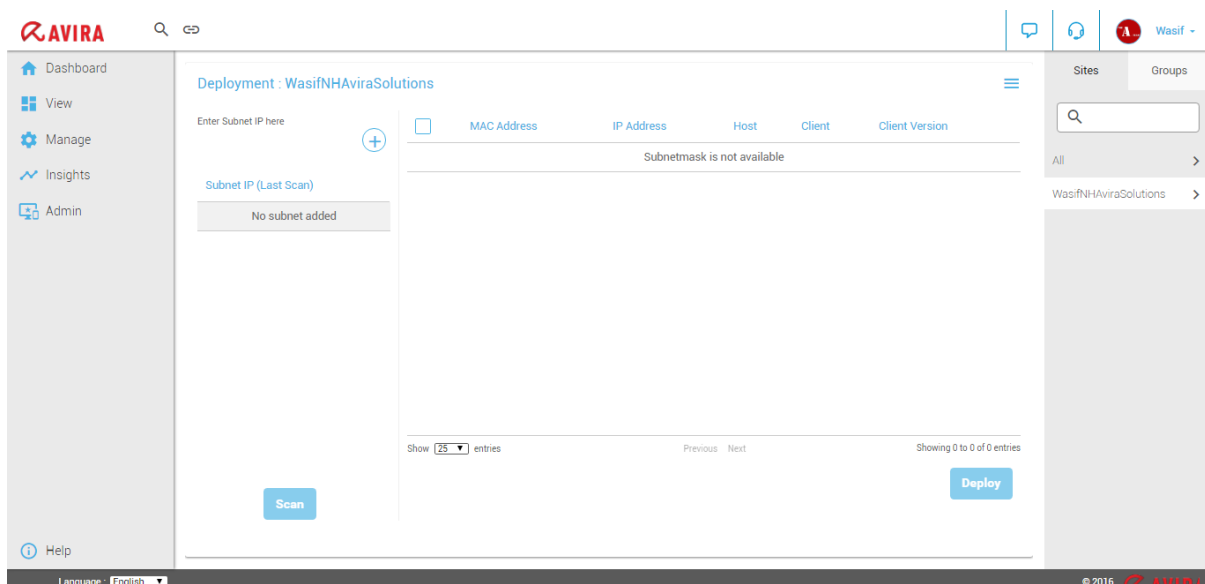 AVIRA
Wasif
Dashboard
View
Manage
Insights
Admin
Help
Deployment : WasifNHAviraSolutions
Enter Subnet IP here
Subnet IP (Last Scan)
No subnet added
Scan
MAC Address IP Address Host Client Client Version
Subnetmask is not available
Show 25 entries
Previous Next
Showing 0 to 0 of 0 entries
Deploy
Sites Groups
All
WasifNHAviraSolutions
Language : English
© 2016 AVIRA